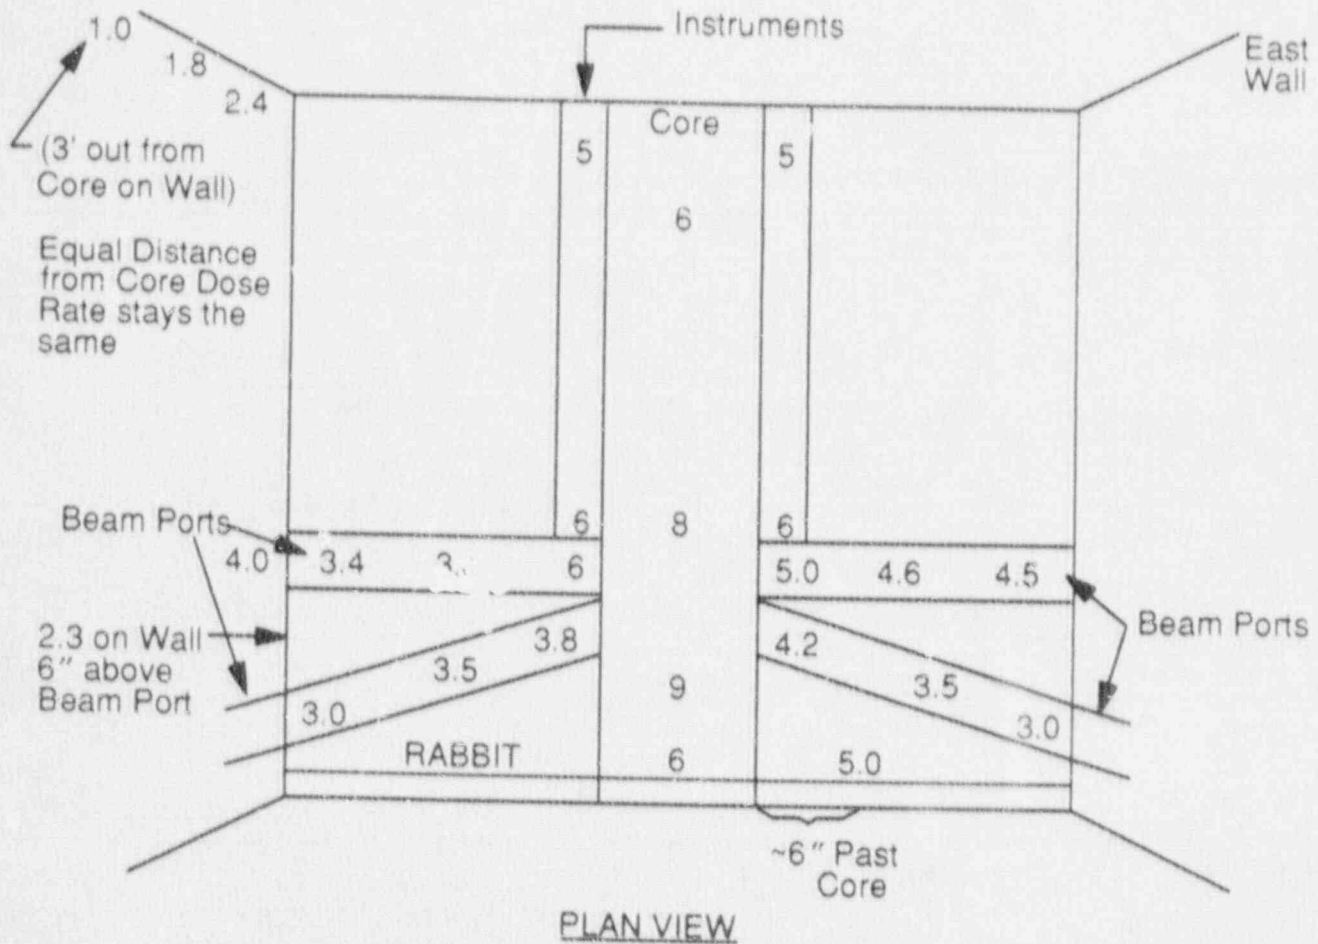 Instruments
1.0
1.8
2.4
East
Wall
(3' out from
Core on Wall)
Core
5
5
6
Equal Distance
from Core Dose
Rate stays the
same
Beam Ports
6
8
6
4.0 3.4 6
5.0 4.6 4.5
2.3 on Wall
6" above
Beam Port
3.8
3.5
3.0
4.2
3.5
3.0
Beam Ports
9
RABBIT
6
5.0
~6" Past
Core
PLAN VIEW